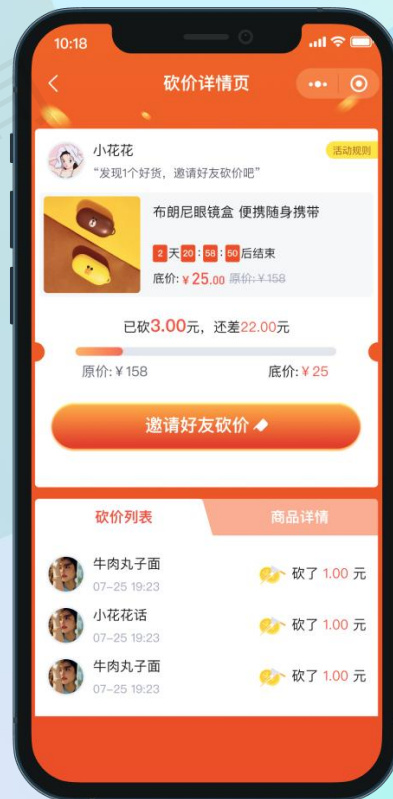 10:18
砍价详情页
小花花
活动规则
“发现1个好货，邀请好友砍价吧”
布朗尼眼镜盒 便携随身携带
2天20:58:50后结束
底价:￥25.00 原价:￥158
已砍3.00元，还差22.00元
原价:￥158
底价:￥25
邀请好友砍价
砍价列表
商品详情
牛肉丸子面
砍了 1.00 元
07-25 19:23
小花花话
砍了 1.00 元
07-25 19:23
牛肉丸子面
砍了 1.00 元
07-25 19:23